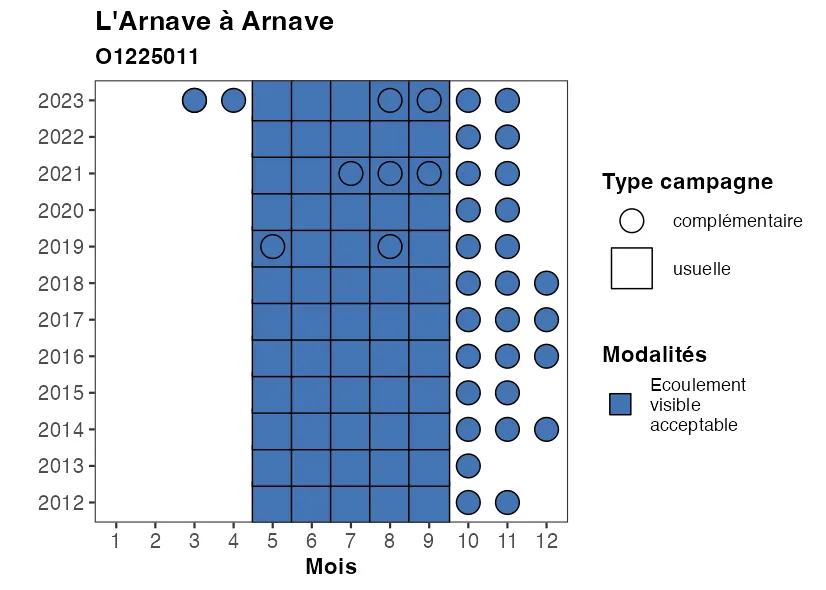 L'Arnave à Arnave
O1225011
2023
2022
2021
2020
2019
2018
2017
2016
2015
2014
2013
2012
1 2 3 4 5 6 7 8 9 10 11 12
Mois
Type campagne
complémentaire
usuelle
Modalités
Ecoulement
visible
acceptable